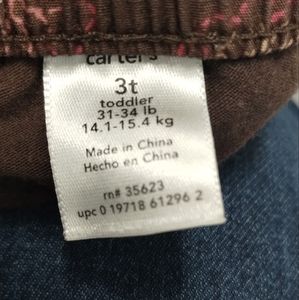 carter's
3t
toddler
31-34 lb
14.1-15.4 kg
Made in China
Hecho en China
rn# 35623
upc 0 19718 61296 2